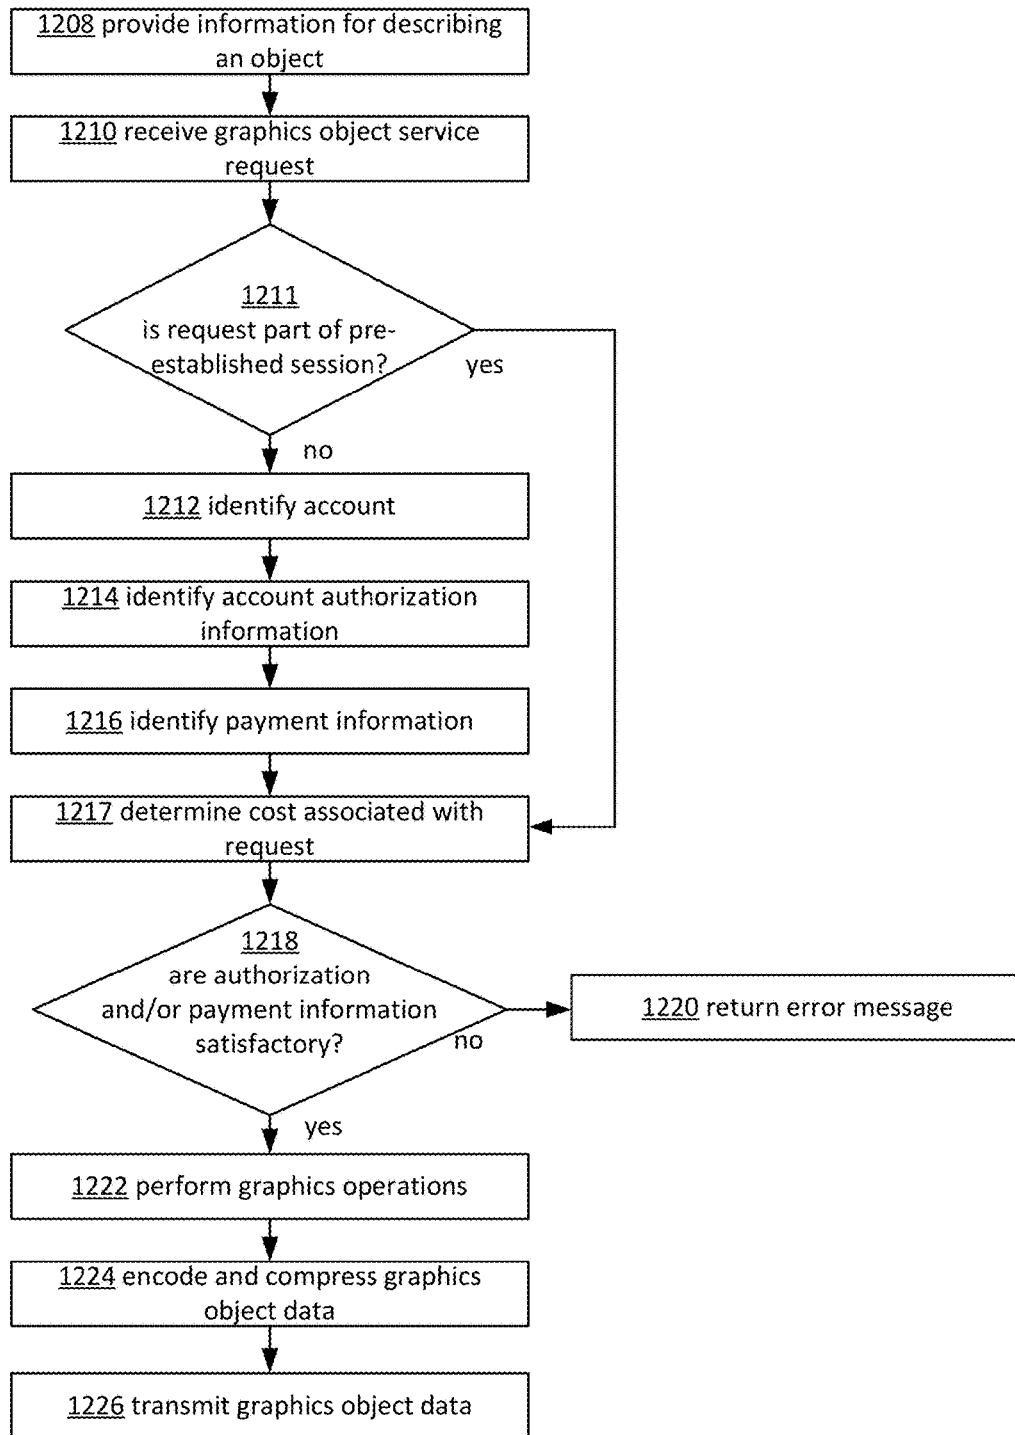 1208 provide information for describing
an object
1210 receive graphics object service
request
1211
is request part of pre-
established session?
yes
no
1212 identify account
1214 identify account authorization
information
1216 identify payment information
1217 determine cost associated with
request
1218
are authorization
and/or payment information
satisfactory?
no
1220 return error message
yes
1222 perform graphics operations
1224 encode and compress graphics
object data
1226 transmit graphics object data